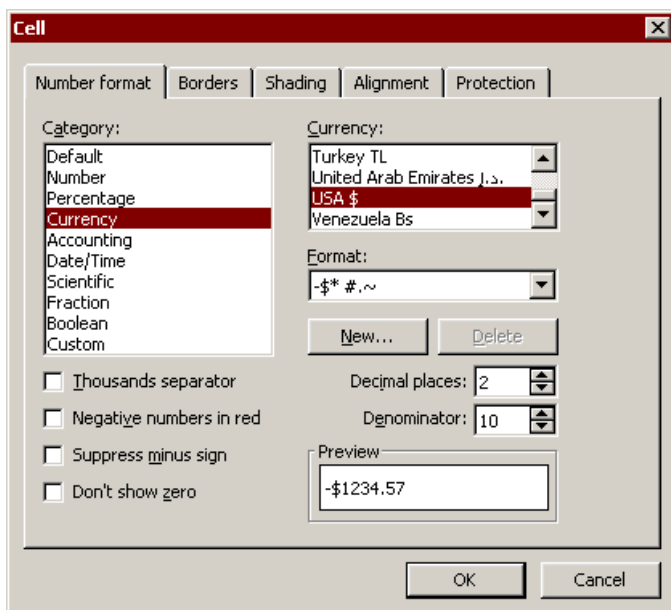 Cell
Number format Borders Shading Alignment Protection
Category:
Default
Number
Percentage
Currency
Accounting
Date/Time
Scientific
Fraction
Boolean
Custom
Currency:
Turkey TL
United Arab Emirates د.إ.
USA $
Venezuela Bs
Format:
-$* #.~
New... Delete
Thousands separator
Negative numbers in red
Suppress minus sign
Don't show zero
Decimal places: 2
Denominator: 10
Preview
-$1234.57
OK Cancel